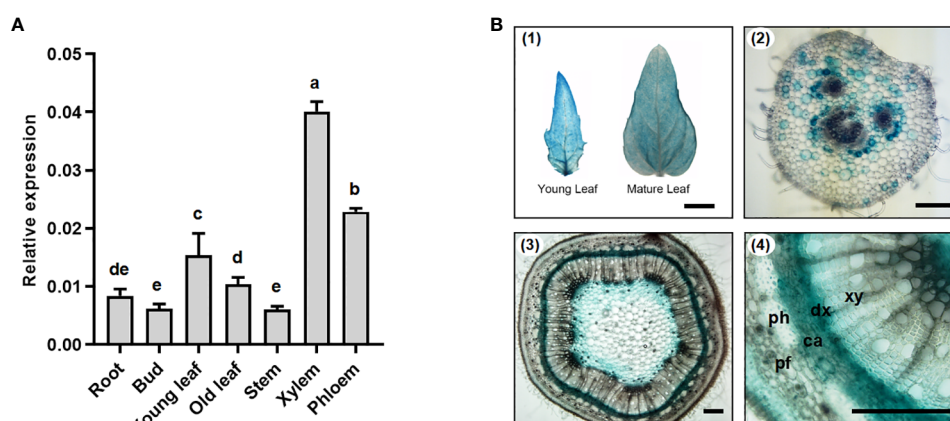 A
Relative expression
0.05
0.04
0.03
0.02
0.01
0.00
de
e
c
d
e
a
b
Root
Bud
Young leaf
Old leaf
Stem
Xylem
Phloem
B
(1)
Young Leaf
Mature Leaf
(2)
(3)
(4)
xy
dx
ph
ca
pf